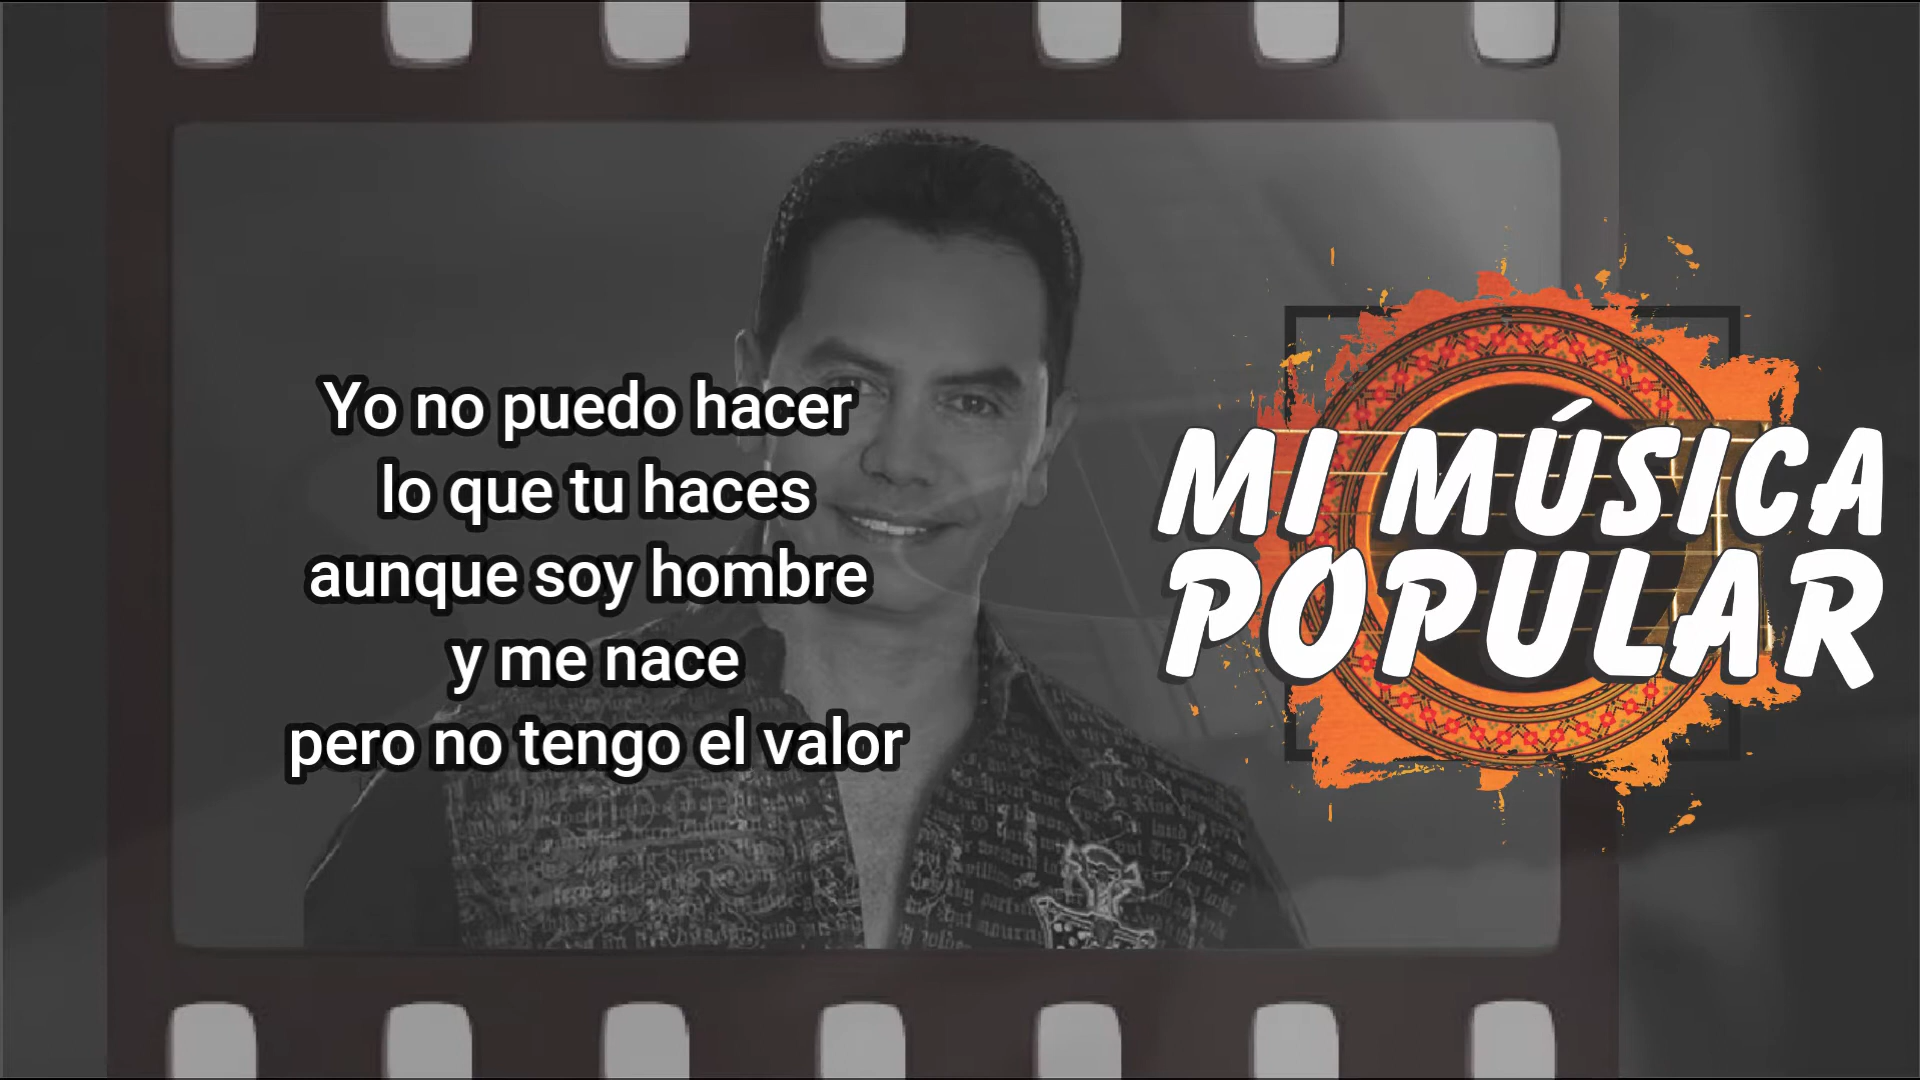 Yo no puedo hacer
lo que tu haces
aunque soy hombre
y me nace
pero no tengo el valor
MI MÚSICA
POPULAR